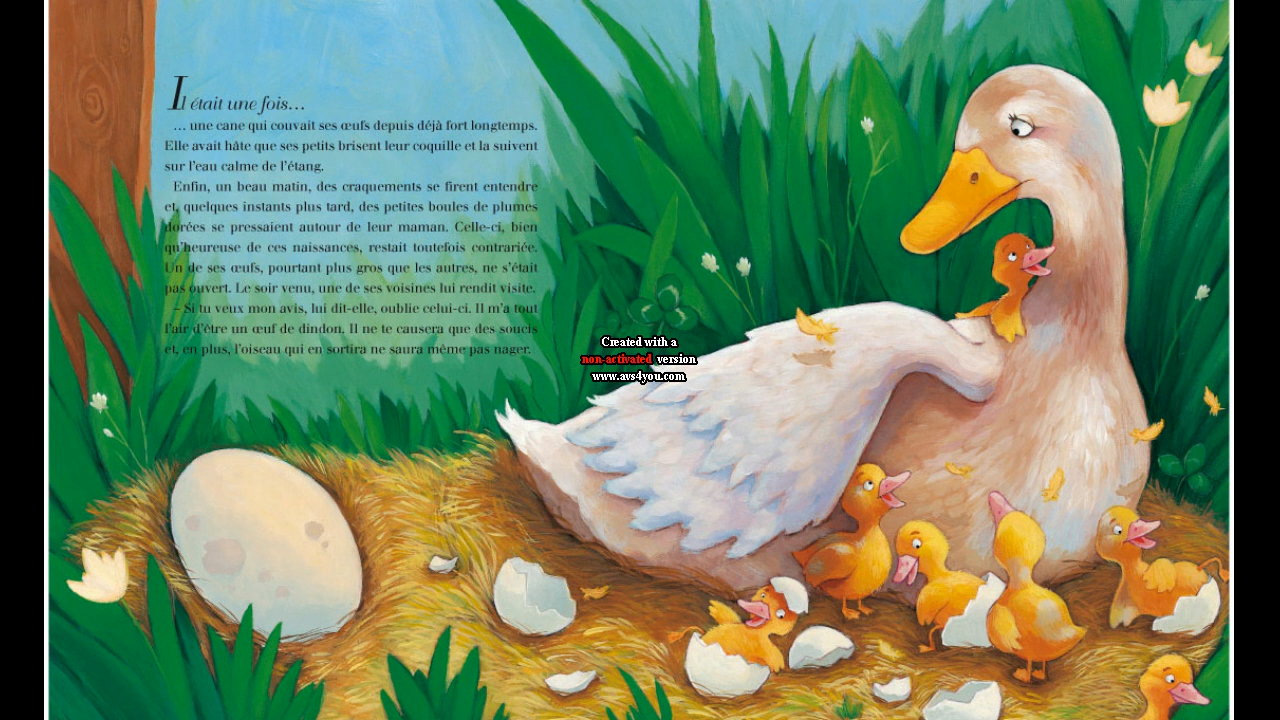 Il était une fois…
… une cane qui couvait ses œufs depuis déjà fort longtemps.
Elle avait hâte que ses petits brisent leur coquille et la suivent
sur l’eau calme de l’étang.
Enfin, un beau matin, des craquements se firent entendre
et, quelques instants plus tard, des petites boules de plumes
dorées se pressaient autour de leur maman. Celle-ci, bien
qu’heureuse de ces naissances, restait toutefois contrariée.
Un de ses œufs, pourtant plus gros que les autres, ne s’était
pas ouvert. Le soir venu, une de ses voisines lui rendit visite.
– Si tu veux mon avis, lui dit-elle, oublie celui-ci. Il m’a tout
l’air d’être un œuf de dindon. Il ne te causera que des soucis
et, en plus, l’oiseau qui en sortira ne saura même pas nager.
Created with a
non-activated version
www.avs4you.com